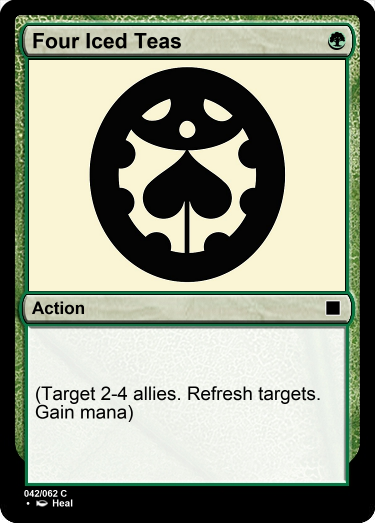 Four Iced Teas
Action
(Target 2-4 allies. Refresh targets.
Gain mana)
042/062 C
• Heal